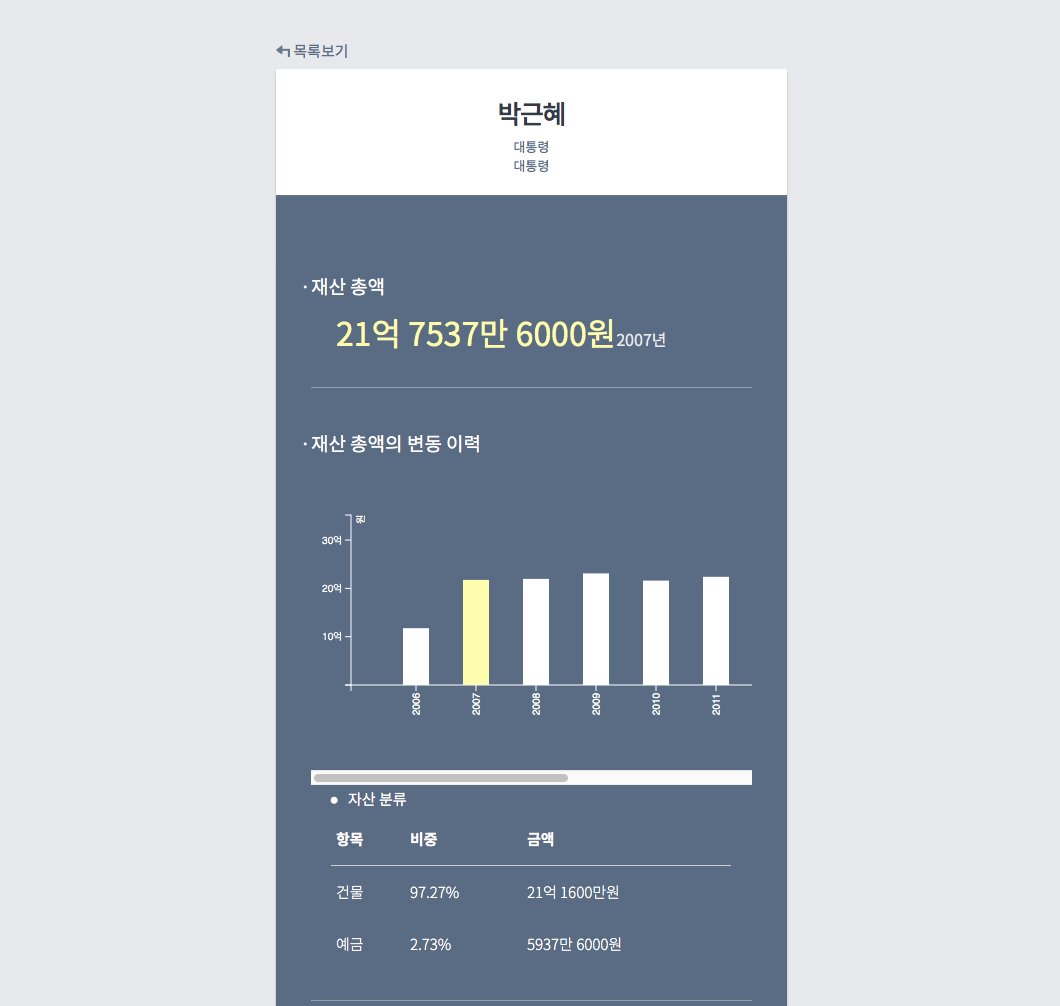 목록보기
박근혜
대통령
대통령
· 재산 총액
21억 7537만 6000원 2007년
· 재산 총액의 변동 이력
원
30억
20억
10억
2006 2007 2008 2009 2010 2011
자산 분류
항목 비중 금액
건물 97.27% 21억 1600만원
예금 2.73% 5937만 6000원